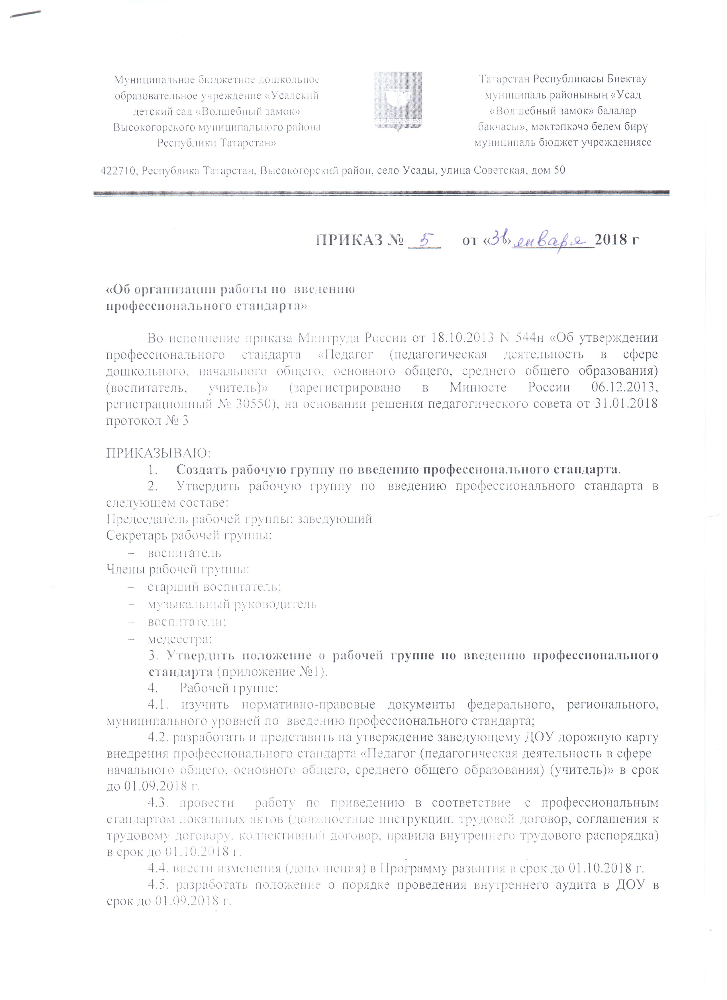 Муниципальное бюджетное дошкольное
образовательное учреждение «Усадский
детский сад «Волшебный замок»
Высокогорского муниципального района
Республики Татарстан»
Татарстан Республикасы Биектау
муниципаль районының «Усад
«Волшебный замок» балалар
бакчасы», мәктәпкәчә белем бирү
муниципаль бюджет учреждениясе
422710, Республика Татарстан, Высокогорский район, село Усады, улица Советская, дом 50
ПРИКАЗ № 5 от «31» января 2018 г
«Об организации работы по введению
профессионального стандарта»
Во исполнение приказа Минтруда России от 18.10.2013 N 544н «Об утверждении
профессионального стандарта «Педагог (педагогическая деятельность в сфере
дошкольного, начального общего, основного общего, среднего общего образования)
(воспитатель, учитель)» (зарегистрировано в Минюсте России 06.12.2013,
регистрационный № 30550), на основании решения педагогического совета от 31.01.2018
протокол № 3
ПРИКАЗЫВАЮ:
1. Создать рабочую группу по введению профессионального стандарта.
2. Утвердить рабочую группу по введению профессионального стандарта в
следующем составе:
Председатель рабочей группы: заведующий
Секретарь рабочей группы:
– воспитатель
Члены рабочей группы:
– старший воспитатель;
– музыкальный руководитель
– воспитатели;
– медсестра;
3. Утвердить положение о рабочей группе по введению профессионального
стандарта (приложение №1).
4. Рабочей группе:
4.1. изучить нормативно-правовые документы федерального, регионального,
муниципального уровней по введению профессионального стандарта;
4.2. разработать и представить на утверждение заведующему ДОУ дорожную карту
внедрения профессионального стандарта «Педагог (педагогическая деятельность в сфере
начального общего, основного общего, среднего общего образования) (учитель)» в срок
до 01.09.2018 г.
4.3. провести работу по приведению в соответствие с профессиональным
стандартом локальных актов (должностные инструкции, трудовой договор, соглашения к
трудовому договору, коллективный договор, правила внутреннего трудового распорядка)
в срок до 01.10.2018 г.
4.4. внести изменения (дополнения) в Программу развития в срок до 01.10.2018 г.
4.5. разработать положение о порядке проведения внутреннего аудита в ДОУ в
срок до 01.09.2018 г.